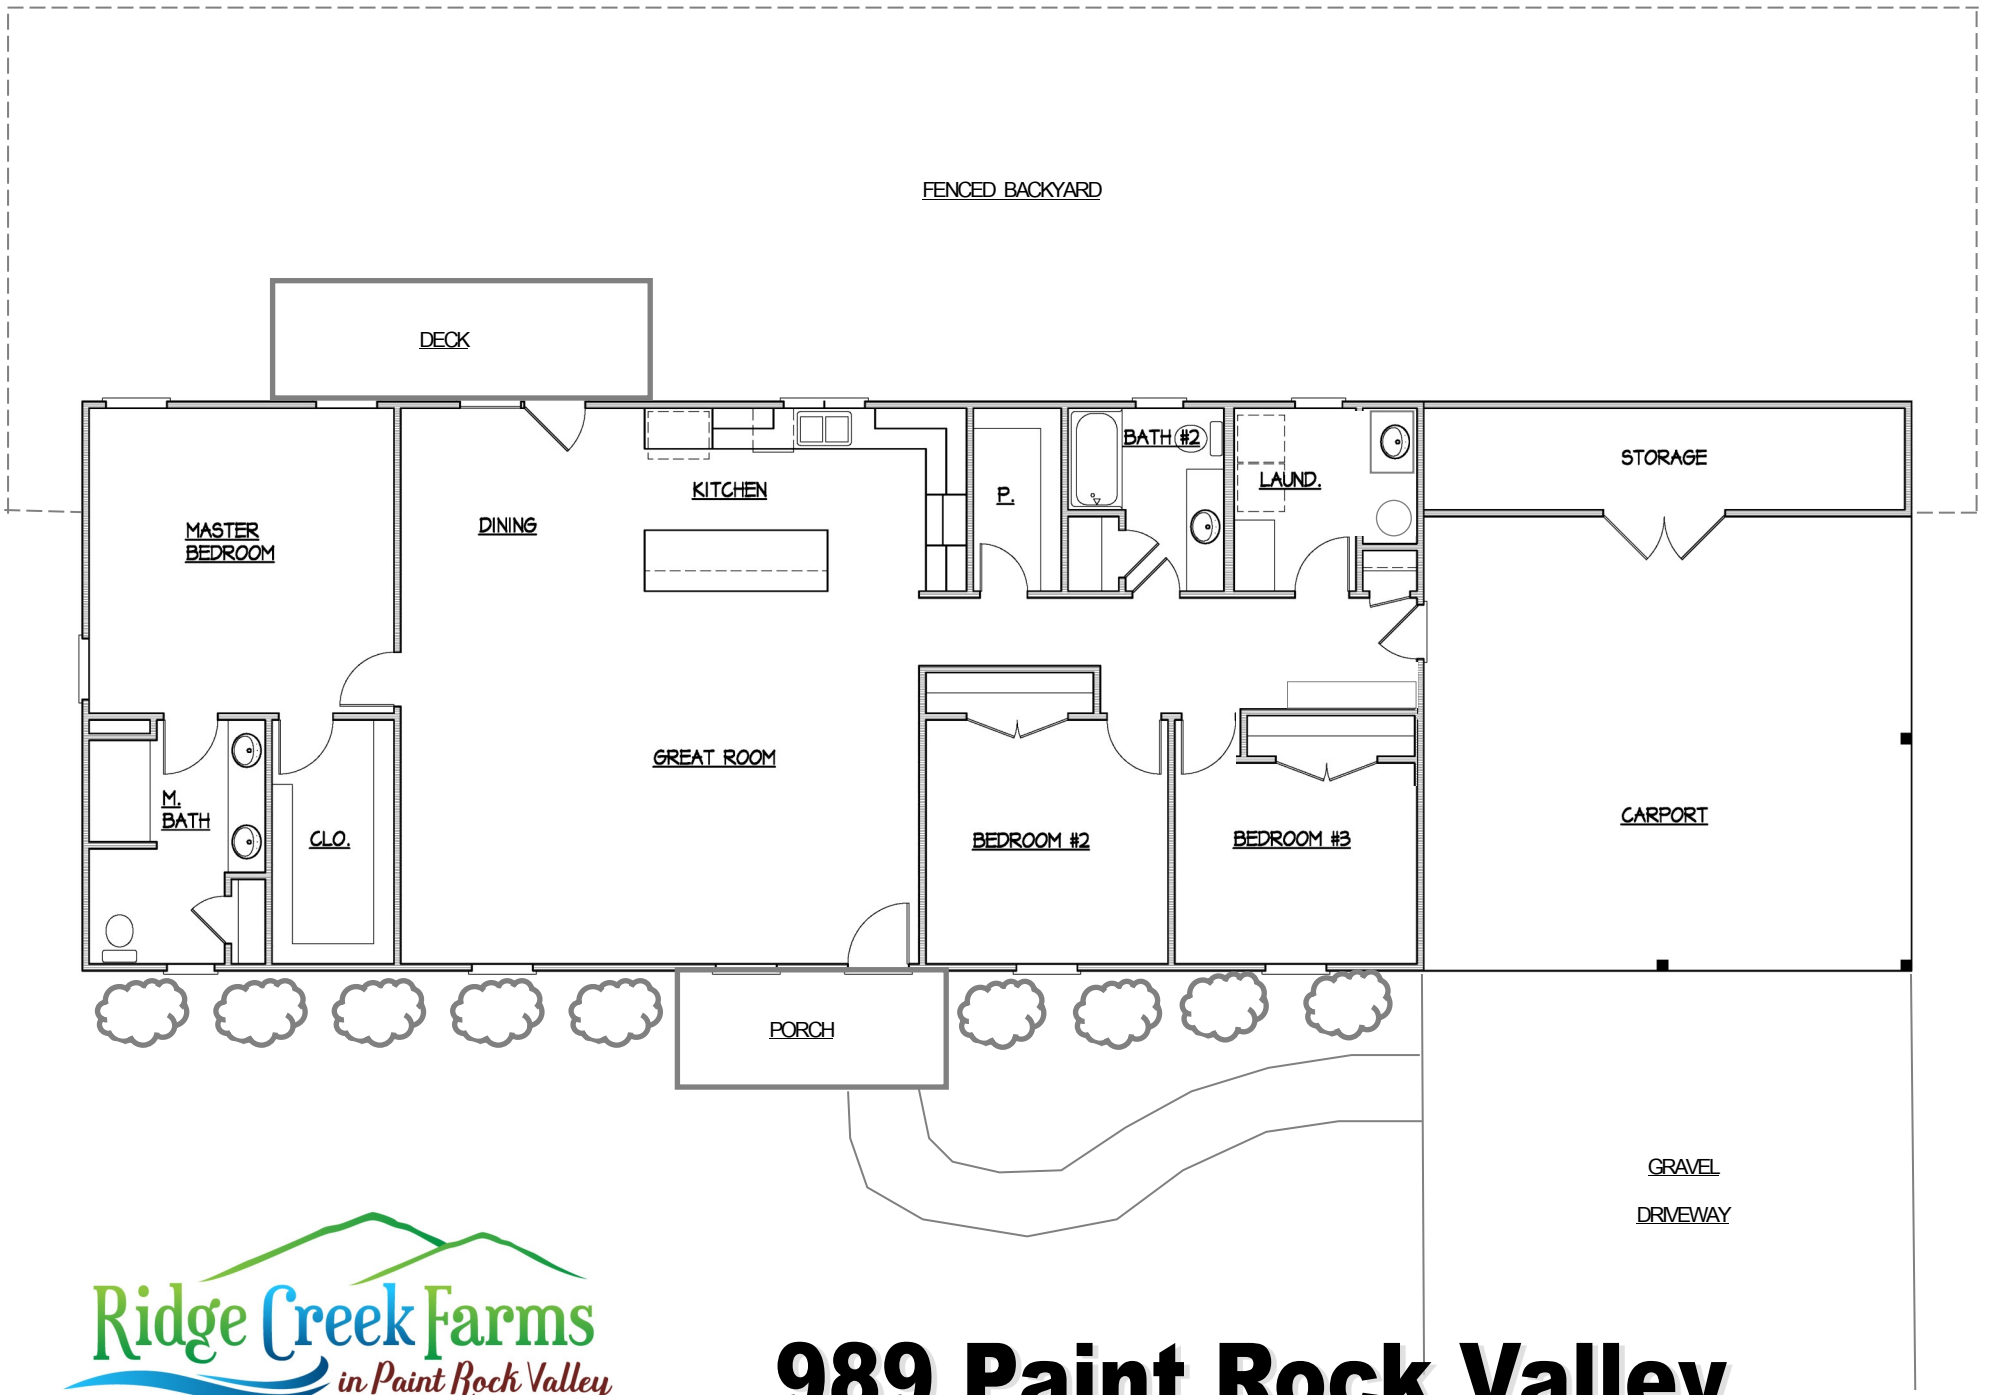 FENCED BACKYARD
DECK
MASTER
BEDROOM
DINING
KITCHEN
P.
BATH #2
LAUND.
STORAGE
M.
BATH
CLO.
GREAT ROOM
BEDROOM #2
BEDROOM #3
CARPORT
PORCH
GRAVEL
DRIVEWAY
Ridge Creek Farms
in Paint Rock Valley
989 Paint Rock Valley